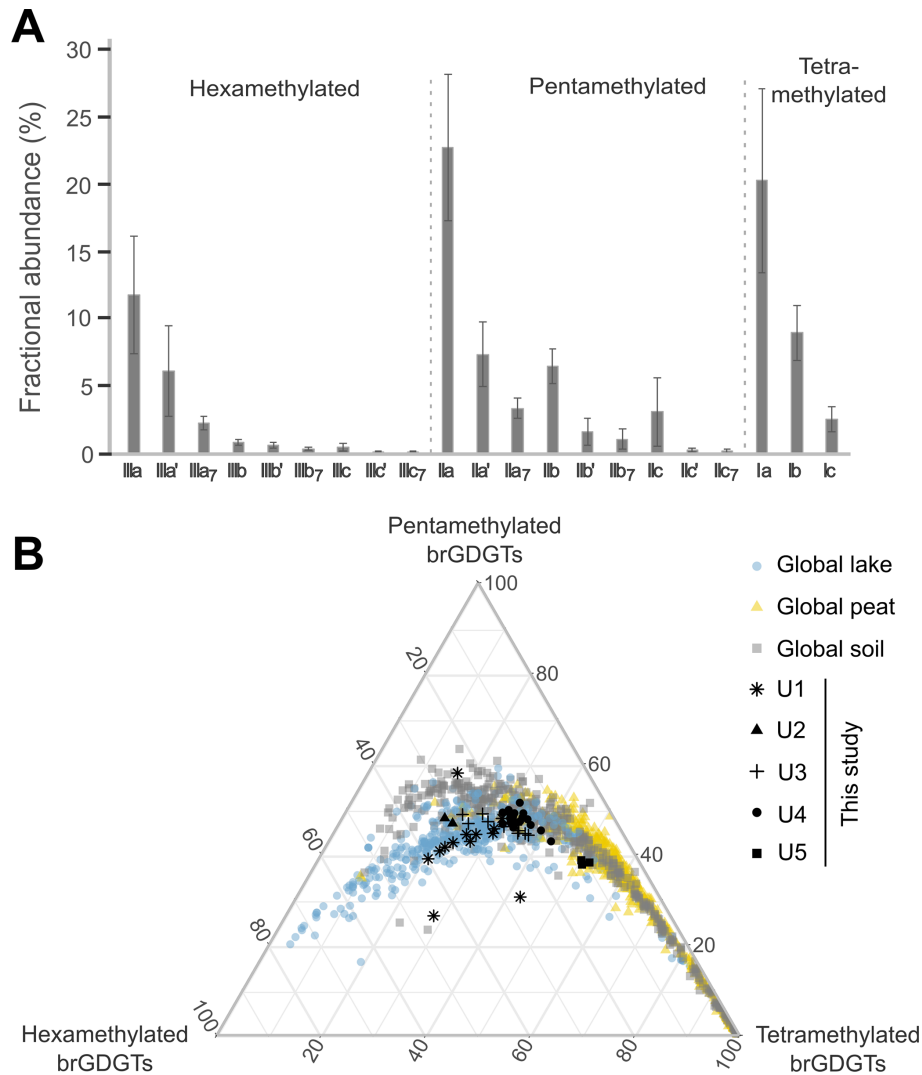 A
30
25
20
15
10
5
0
Fractional abundance (%)
Hexamethylated
Pentamethylated
Tetra-
methylated
IIIa IIIa' IIIa7 IIIb IIIb' IIIb7 IIIc IIIc' IIIc7 IIa IIa' IIa7 IIb IIb' IIb7 IIc IIc' IIc7 Ia Ib Ic
B
Pentamethylated
brGDGTs
100
80
60
40
20
20
40
60
80
100
20
40
60
80
100
Hexamethylated
brGDGTs
Tetramethylated
brGDGTs
Global lake
Global peat
Global soil
U1
U2
U3
U4
U5
This study